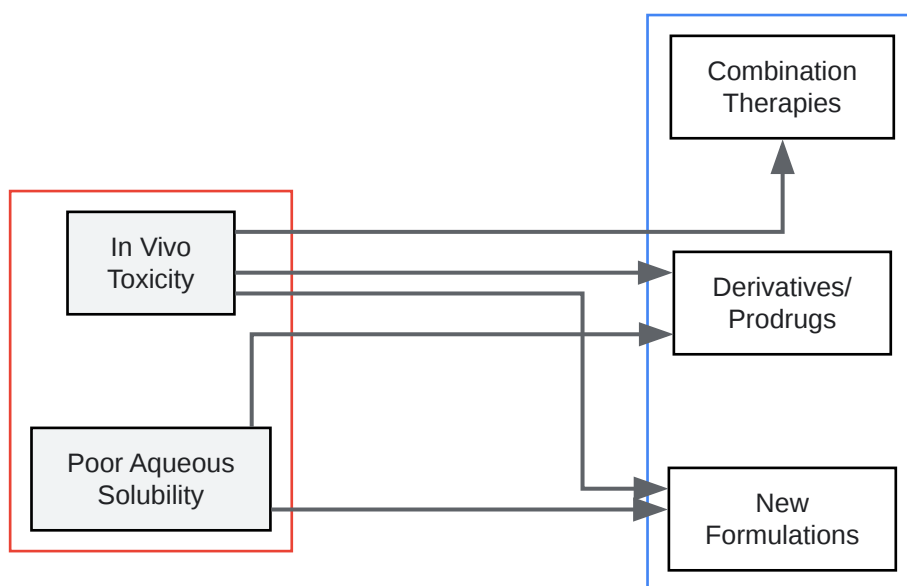 Combination
Therapies
In Vivo
Toxicity
Derivatives/
Prodrugs
Poor Aqueous
Solubility
New
Formulations